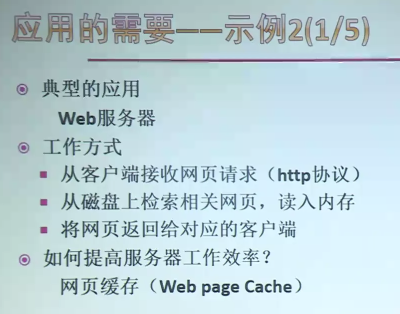 应用的需要——示例2(1/5)
典型的应用
Web服务器
工作方式
从客户端接收网页请求（http协议）
从磁盘上检索相关网页，读入内存
将网页返回给对应的客户端
如何提高服务器工作效率？
网页缓存（Web page Cache）